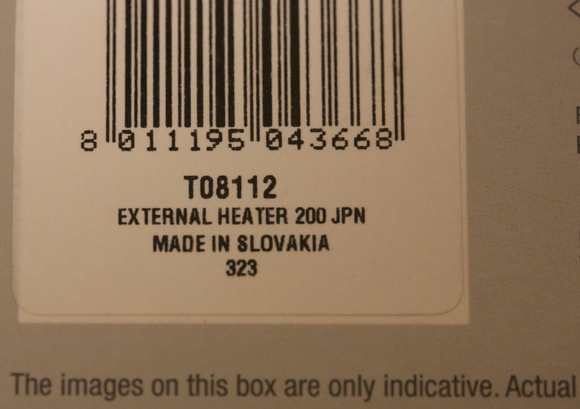 8 011195 043668
T08112
EXTERNAL HEATER 200 JPN
MADE IN SLOVAKIA
323
The images on this box are only indicative. Actual